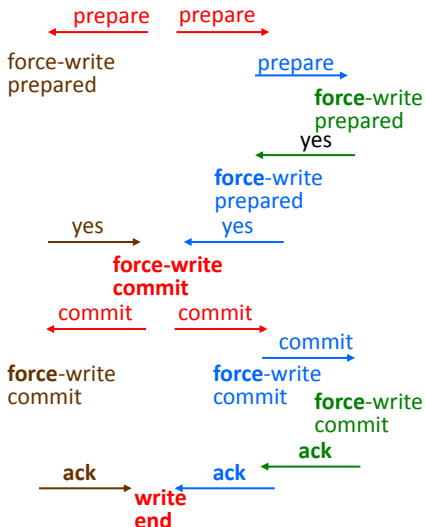 prepare prepare
force-write
prepared
prepare
force-write
prepared
yes
force-write
prepared
yes yes
force-write
commit
commit commit
commit
force-write
commit
force-write
commit
force-write
commit
ack
ack ack
write
end